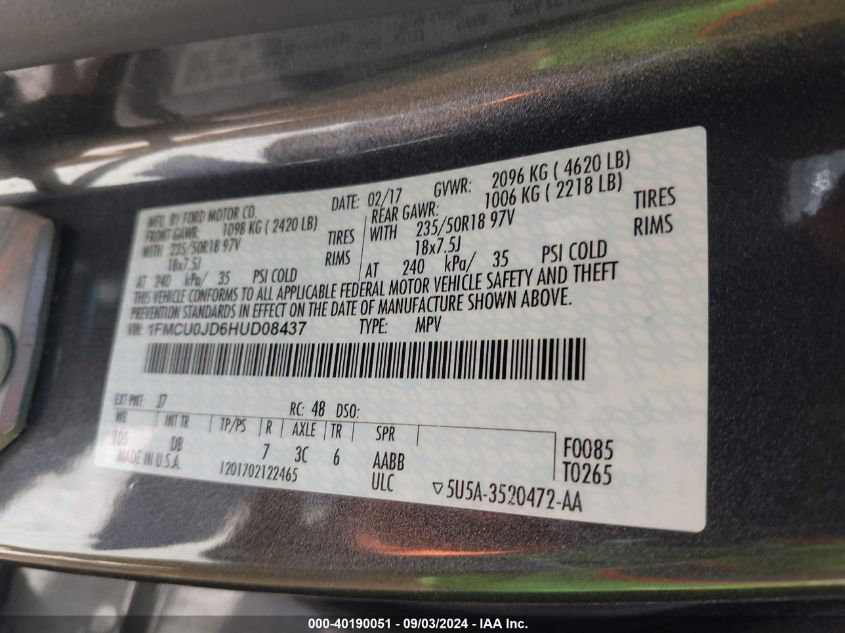 MFD. BY FORD MOTOR CO.
DATE: 02/17 GVWR: 2096 KG ( 4620 LB)
FRONT GAWR: 1098 KG ( 2420 LB)
REAR GAWR: 1006 KG ( 2218 LB)
WITH 235/50R18 97V TIRES
WITH 235/50R18 97V TIRES
18x7.5J RIMS
18x7.5J RIMS
AT 240 kPa/ 35 PSI COLD
AT 240 kPa/ 35 PSI COLD
THIS VEHICLE CONFORMS TO ALL APPLICABLE FEDERAL MOTOR VEHICLE SAFETY AND THEFT
PREVENTION STANDARDS IN EFFECT ON THE DATE OF MANUFACTURE SHOWN ABOVE.
VIN: 1FMCU0JD6HUD08437 TYPE: MPV
EXT PNT: J7 RC: 48 DSO:
WB INT TR TP/PS R AXLE TR SPR
105 DB 7 3C 6 AABB F0085
MADE IN U.S.A. 1201702122465 ULC T0265
▽5U5A-3520472-AA
000-40190051 - 09/03/2024 - IAA Inc.